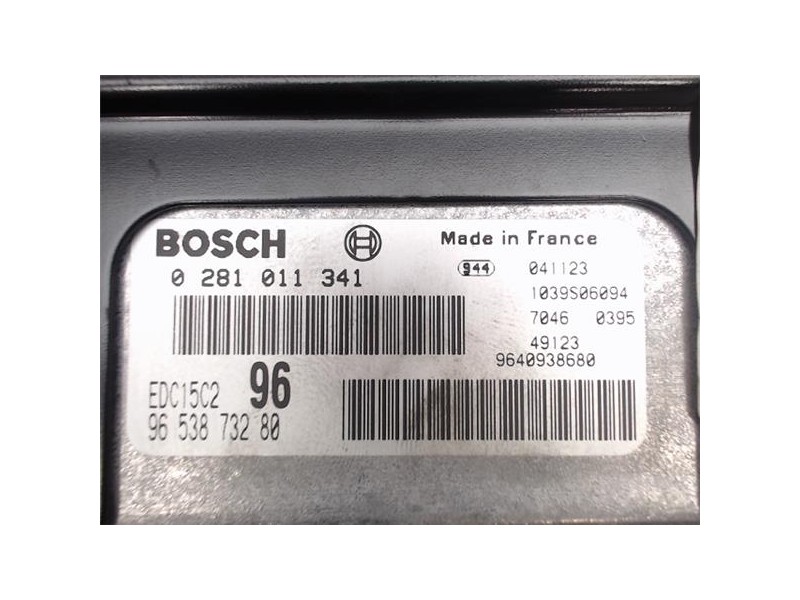 BOSCH
Made in France
0 281 011 341
944 041123
1039S06094
7046 0395
49123
9640938680
EDC15C2 96
96 538 732 80